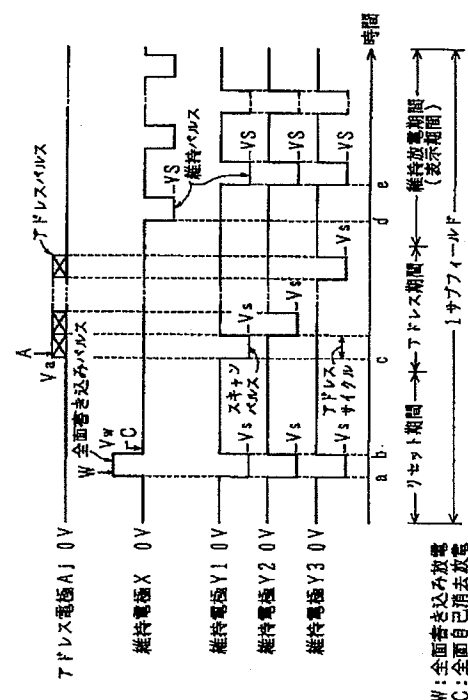 アドレス電極Aj 0V
A
Va
アドレスパルス
全面書き込みパルス
W
Vw
C
維持電極X 0V
-VS
維持パルス
維持電極Y1 0V
-Vs
スキャン
パルス
-Vs
-VS
維持電極Y2 0V
-Vs
-Vs
-VS
アドレス
サイクル
維持電極Y3 0V
-Vs
-Vs
-VS
a
b
c
d
e
時間
リセット期間
アドレス期間
維持放電期間
(表示期間)
1サブフィールド
W:全面書き込み放電
C:全面自己消去放電